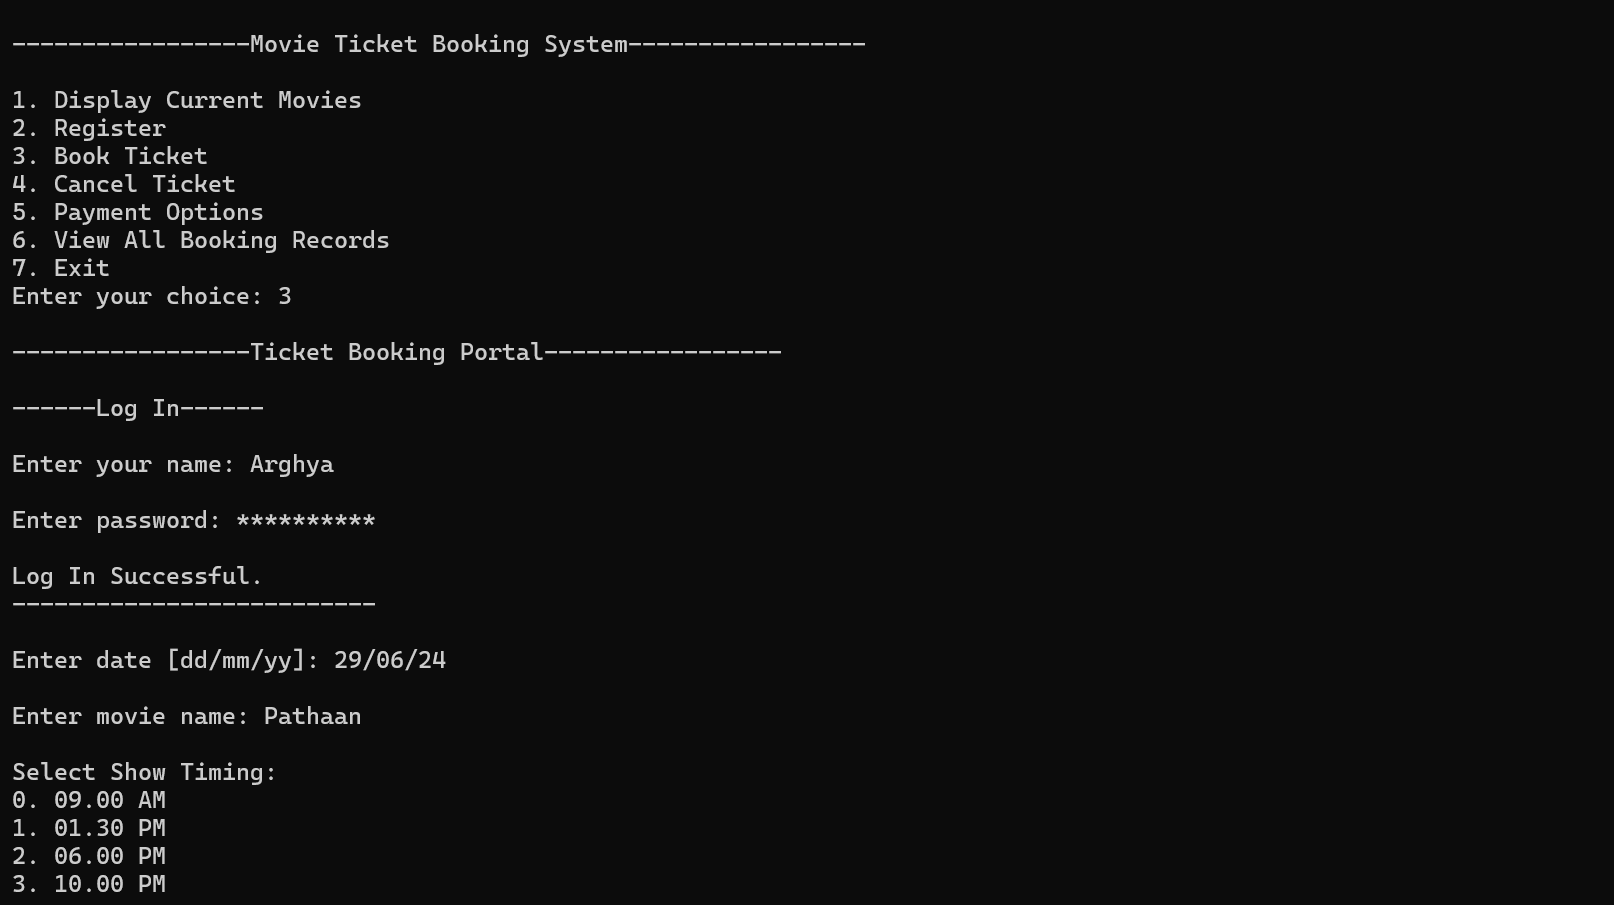 -----------------Movie Ticket Booking System-----------------
1. Display Current Movies
2. Register
3. Book Ticket
4. Cancel Ticket
5. Payment Options
6. View All Booking Records
7. Exit
Enter your choice: 3
-----------------Ticket Booking Portal-----------------
------Log In------
Enter your name: Arghya
Enter password: **********
Log In Successful.
--------------------------
Enter date [dd/mm/yy]: 29/06/24
Enter movie name: Pathaan
Select Show Timing:
0. 09.00 AM
1. 01.30 PM
2. 06.00 PM
3. 10.00 PM